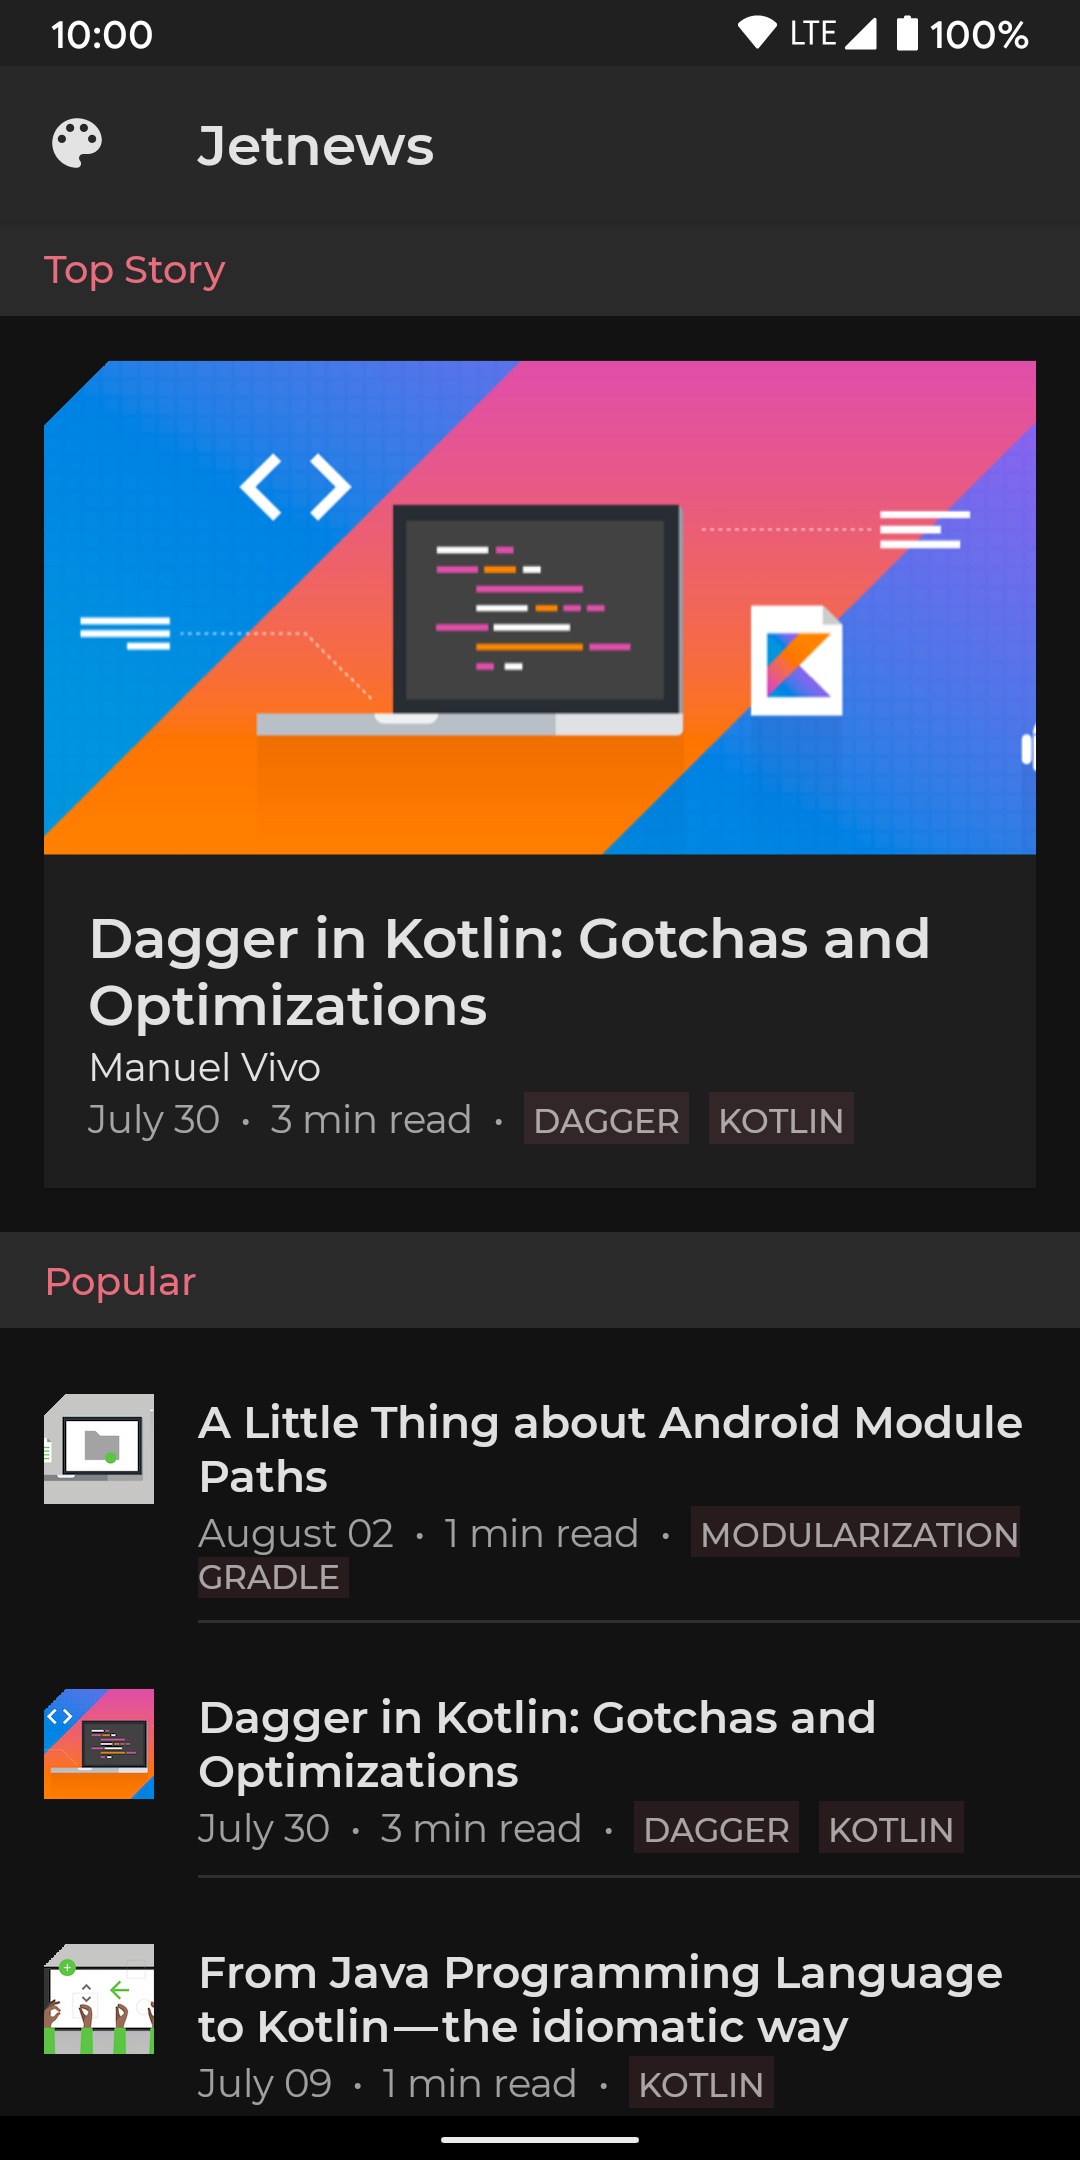 10:00 LTE 100%
Jetnews
Top Story
Dagger in Kotlin: Gotchas and
Optimizations
Manuel Vivo
July 30 • 3 min read • DAGGER KOTLIN
Popular
A Little Thing about Android Module
Paths
August 02 • 1 min read • MODULARIZATION
GRADLE
Dagger in Kotlin: Gotchas and
Optimizations
July 30 • 3 min read • DAGGER KOTLIN
From Java Programming Language
to Kotlin — the idiomatic way
July 09 • 1 min read • KOTLIN